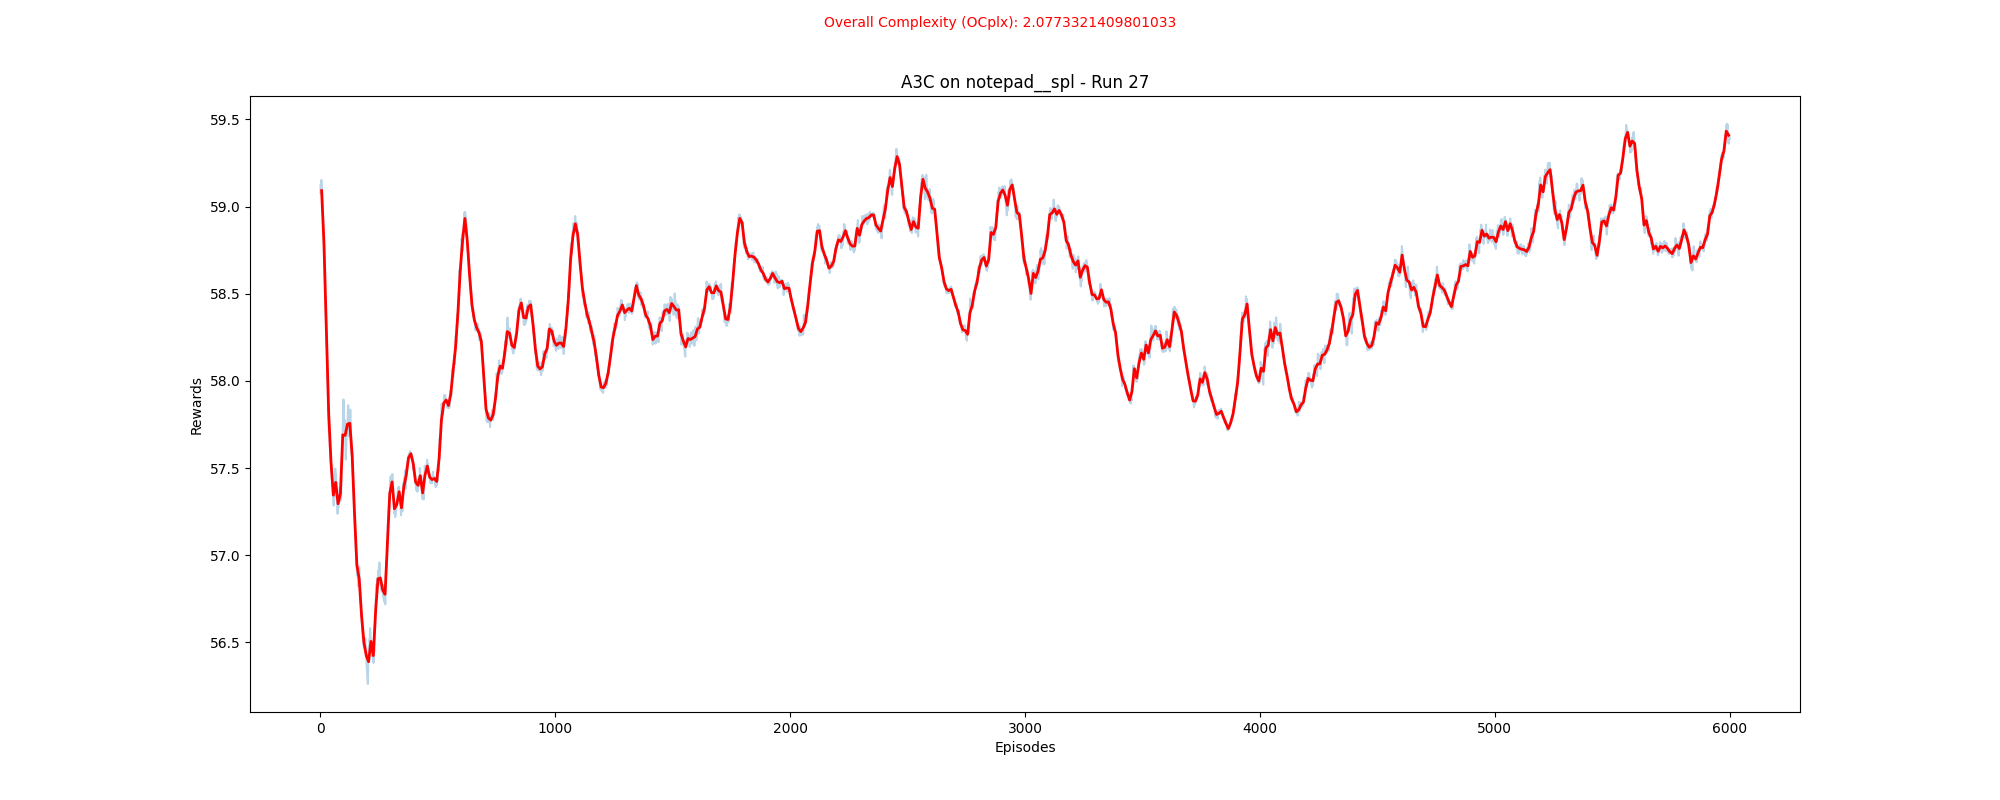 Overall Complexity (OCplx): 2.0773321409801033
A3C on notepad__spl - Run 27
59.5
59.0
58.5
58.0
57.5
57.0
56.5
Rewards
0 1000 2000 3000 4000 5000 6000
Episodes